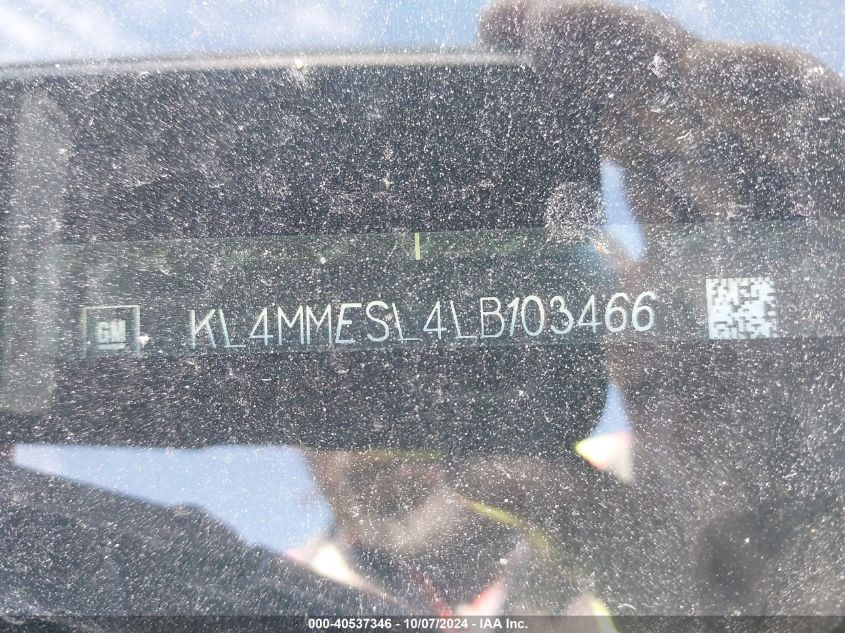 GM KL4MMESL4LB103466
000-40537346 - 10/07/2024 - IAA Inc.